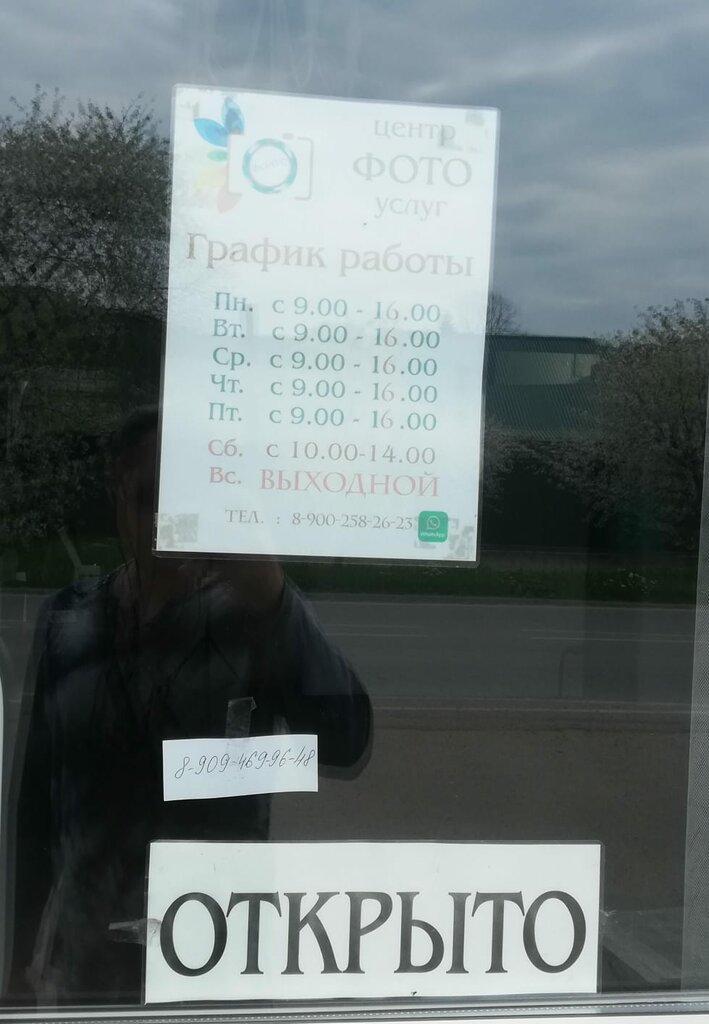 центр
ФОТО
услуг
График работы
Пн. с 9.00 - 16.00
Вт. с 9.00 - 16.00
Ср. с 9.00 - 16.00
Чт. с 9.00 - 16.00
Пт. с 9.00 - 16.00
Сб. с 10.00-14.00
Вс. ВЫХОДНОЙ
ТЕЛ. : 8-900-258-26-23
WhatsApp
8-909-469-96-48
ОТКРЫТО